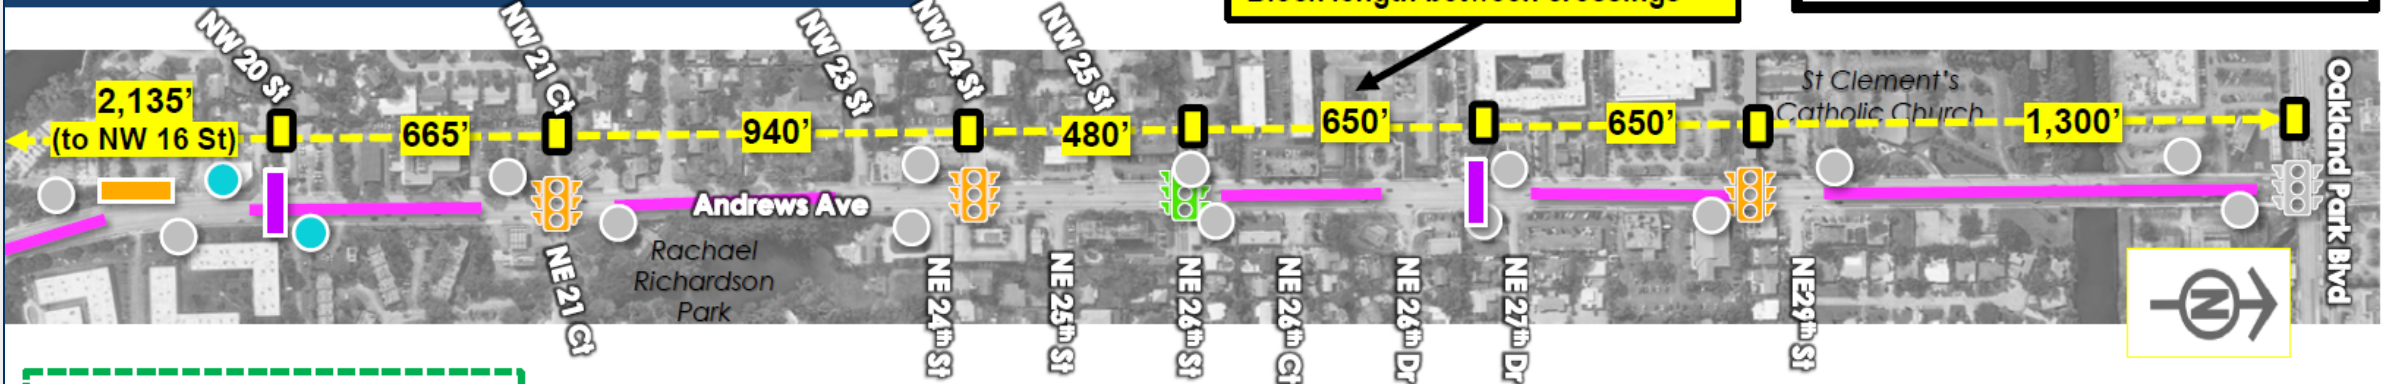 Block length between crossings
NW 20 St
NW 21 Ct
NW 23 St
NW 24 St
NW 25 St
St Clement's
Catholic Church
Oakland Park Blvd
2,135'
(to NW 16 St)
665'
940'
480'
650'
650'
1,300'
Andrews Ave
Rachael
Richardson
Park
NE 21 Ct
NE 24th St
NE 25th St
NE 26th St
NE 26th Ct
NE 26th Dr
NE 27th Dr
NE29th St
N